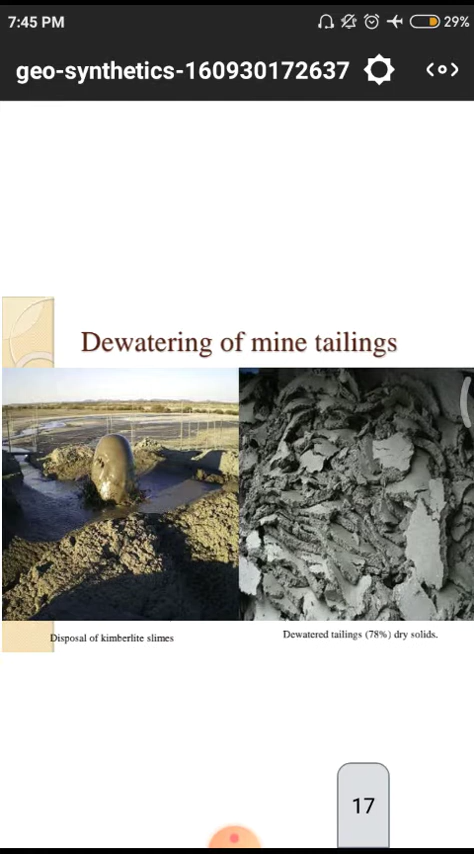 7:45 PM
29%
geo-synthetics-160930172637
Dewatering of mine tailings
Disposal of kimberlite slimes
Dewatered tailings (78%) dry solids.
17